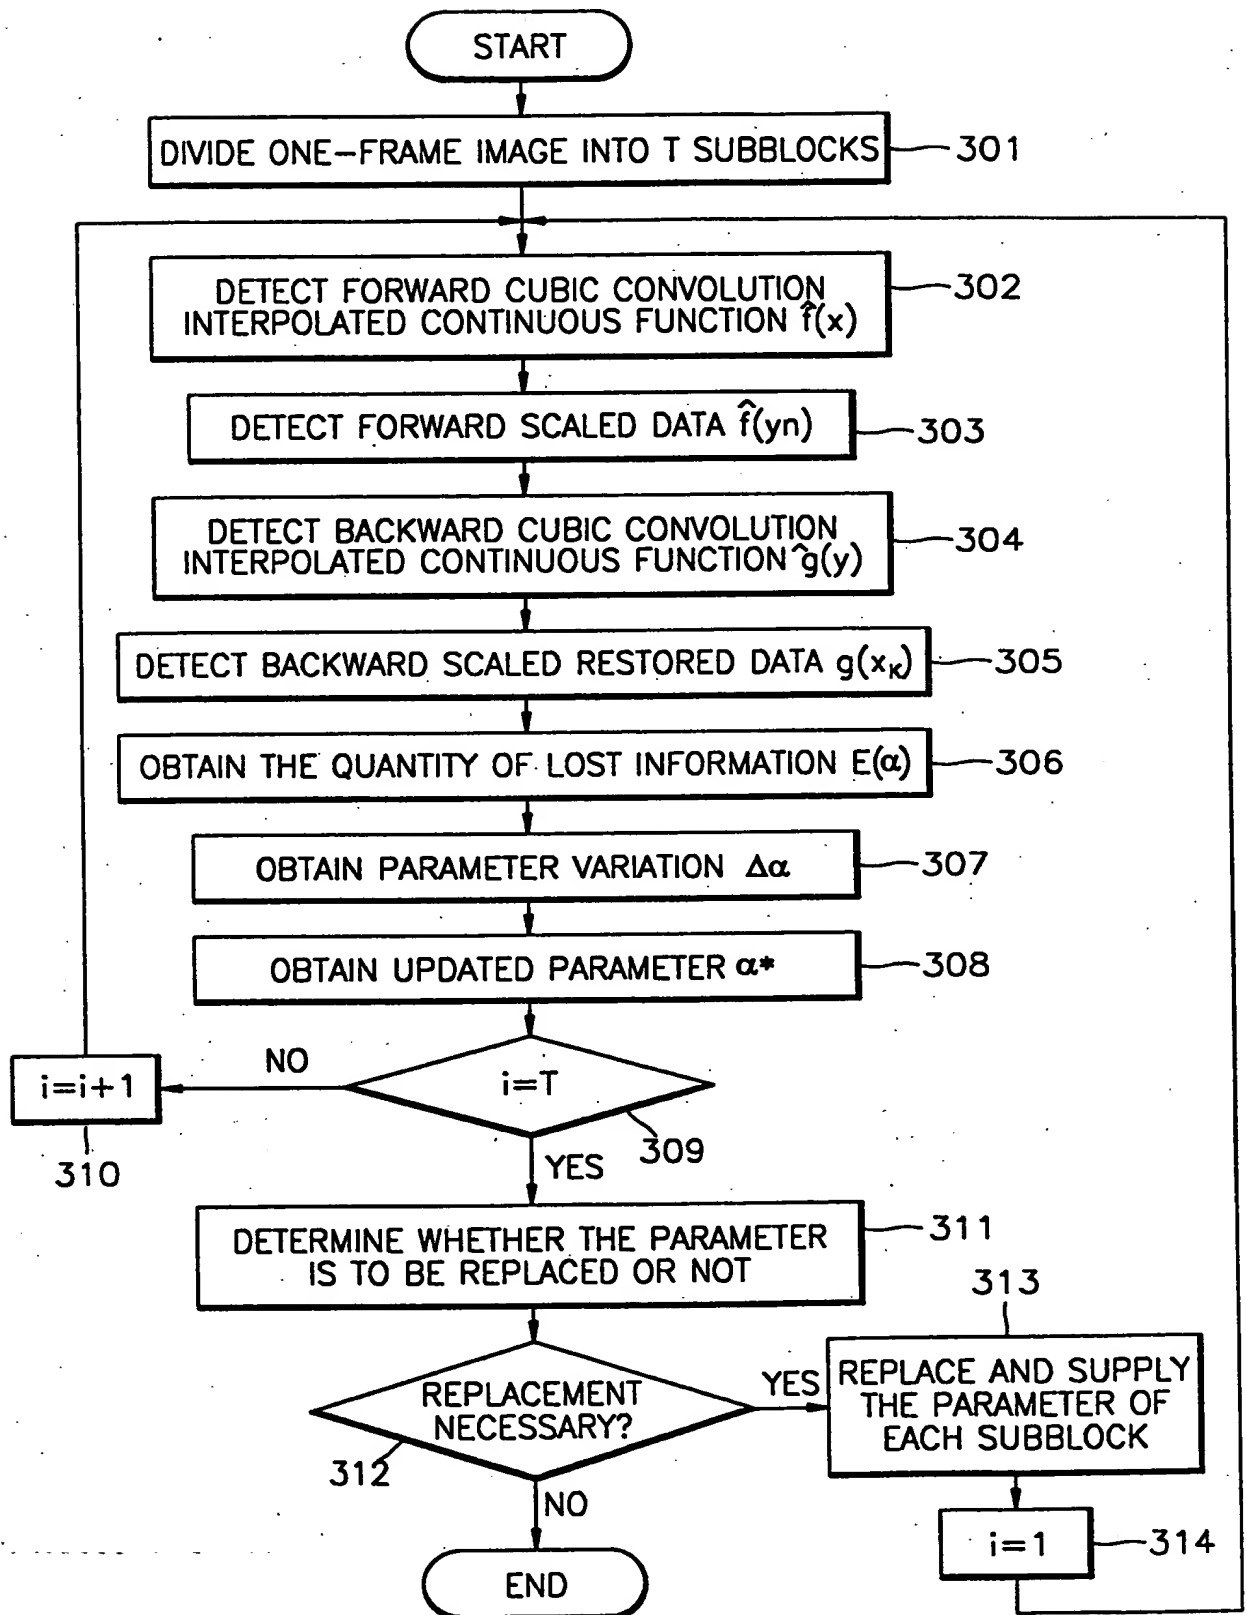 START
DIVIDE ONE-FRAME IMAGE INTO T SUBBLOCKS
301
DETECT FORWARD CUBIC CONVOLUTION
INTERPOLATED CONTINUOUS FUNCTION f̂(x)
302
DETECT FORWARD SCALED DATA f̂(yn)
303
DETECT BACKWARD CUBIC CONVOLUTION
INTERPOLATED CONTINUOUS FUNCTION ĝ(y)
304
DETECT BACKWARD SCALED RESTORED DATA g(xK)
305
OBTAIN THE QUANTITY OF LOST INFORMATION E(α)
306
OBTAIN PARAMETER VARIATION Δα
307
OBTAIN UPDATED PARAMETER α*
308
NO
i=i+1
i=T
310
309
YES
DETERMINE WHETHER THE PARAMETER
IS TO BE REPLACED OR NOT
311
313
REPLACEMENT
NECESSARY?
YES
REPLACE AND SUPPLY
THE PARAMETER OF
EACH SUBBLOCK
312
NO
i=1
314
END